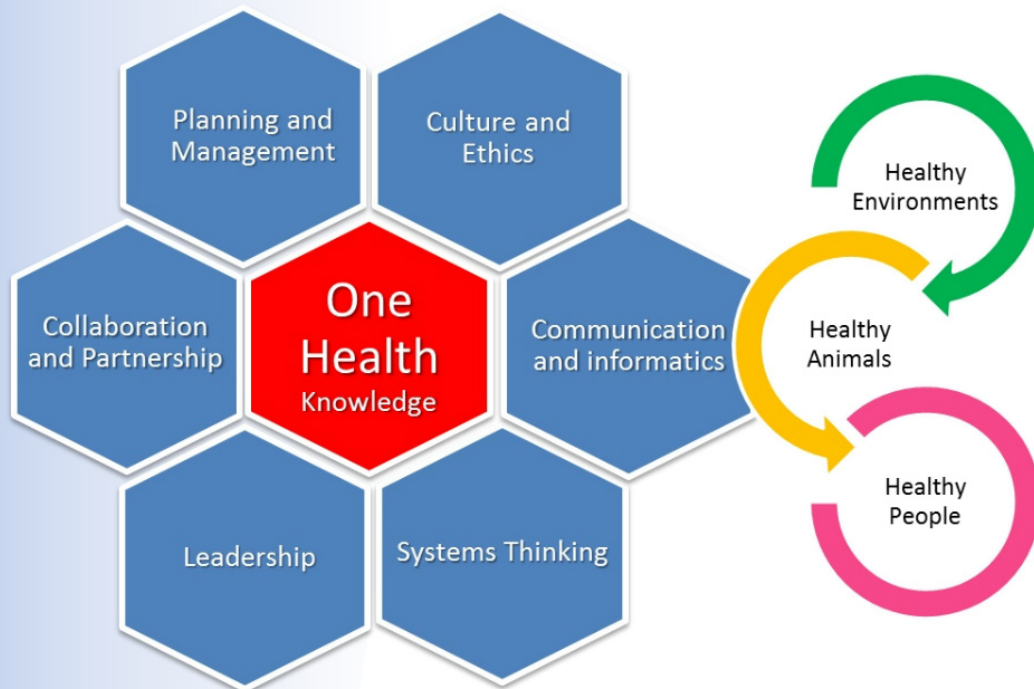 Planning and
Management
Culture and
Ethics
Healthy
Environments
Collaboration
and Partnership
One
Health
Knowledge
Communication
and informatics
Healthy
Animals
Leadership
Systems Thinking
Healthy
People